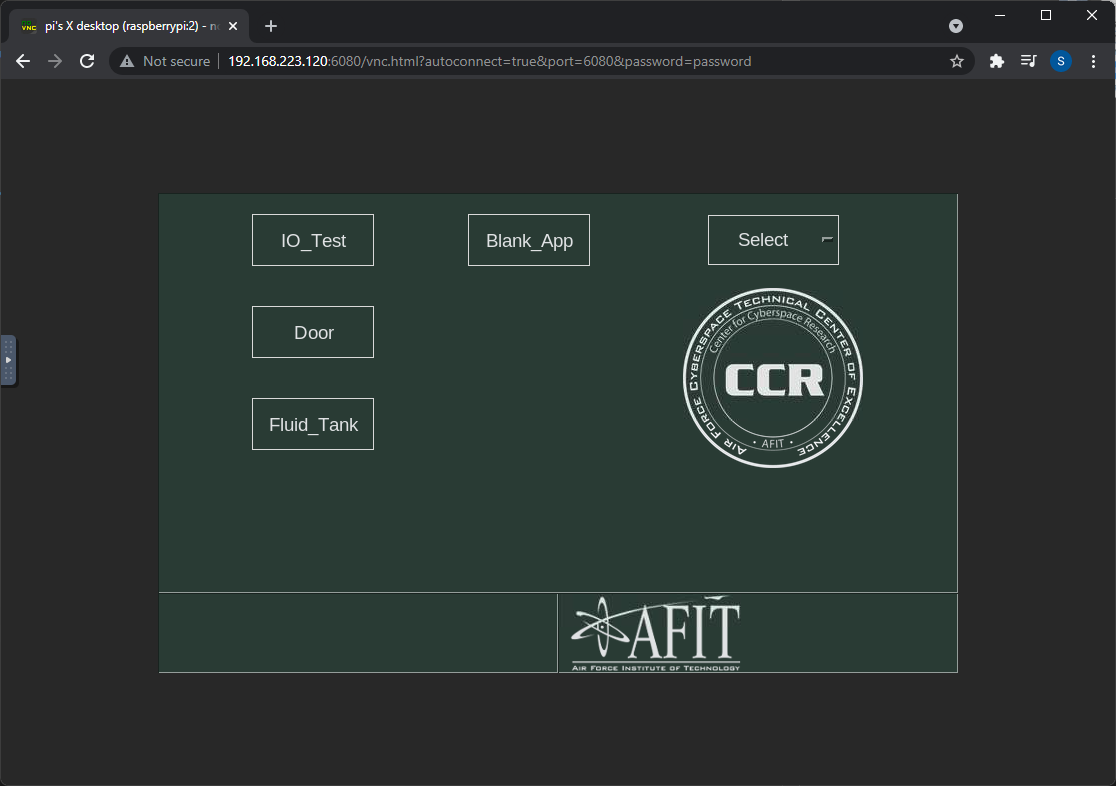 pi's X desktop (raspberrypi:2) - n
Not secure
192.168.223.120:6080/vnc.html?autoconnect=true&port=6080&password=password
S
IO_Test
Blank_App
Select
Door
Fluid_Tank
AIR FORCE CYBERSPACE TECHNICAL CENTER OF EXCELLENCE
Center for Cyberspace Research
CCR
• AFIT •
AFIT
AIR FORCE INSTITUTE OF TECHNOLOGY